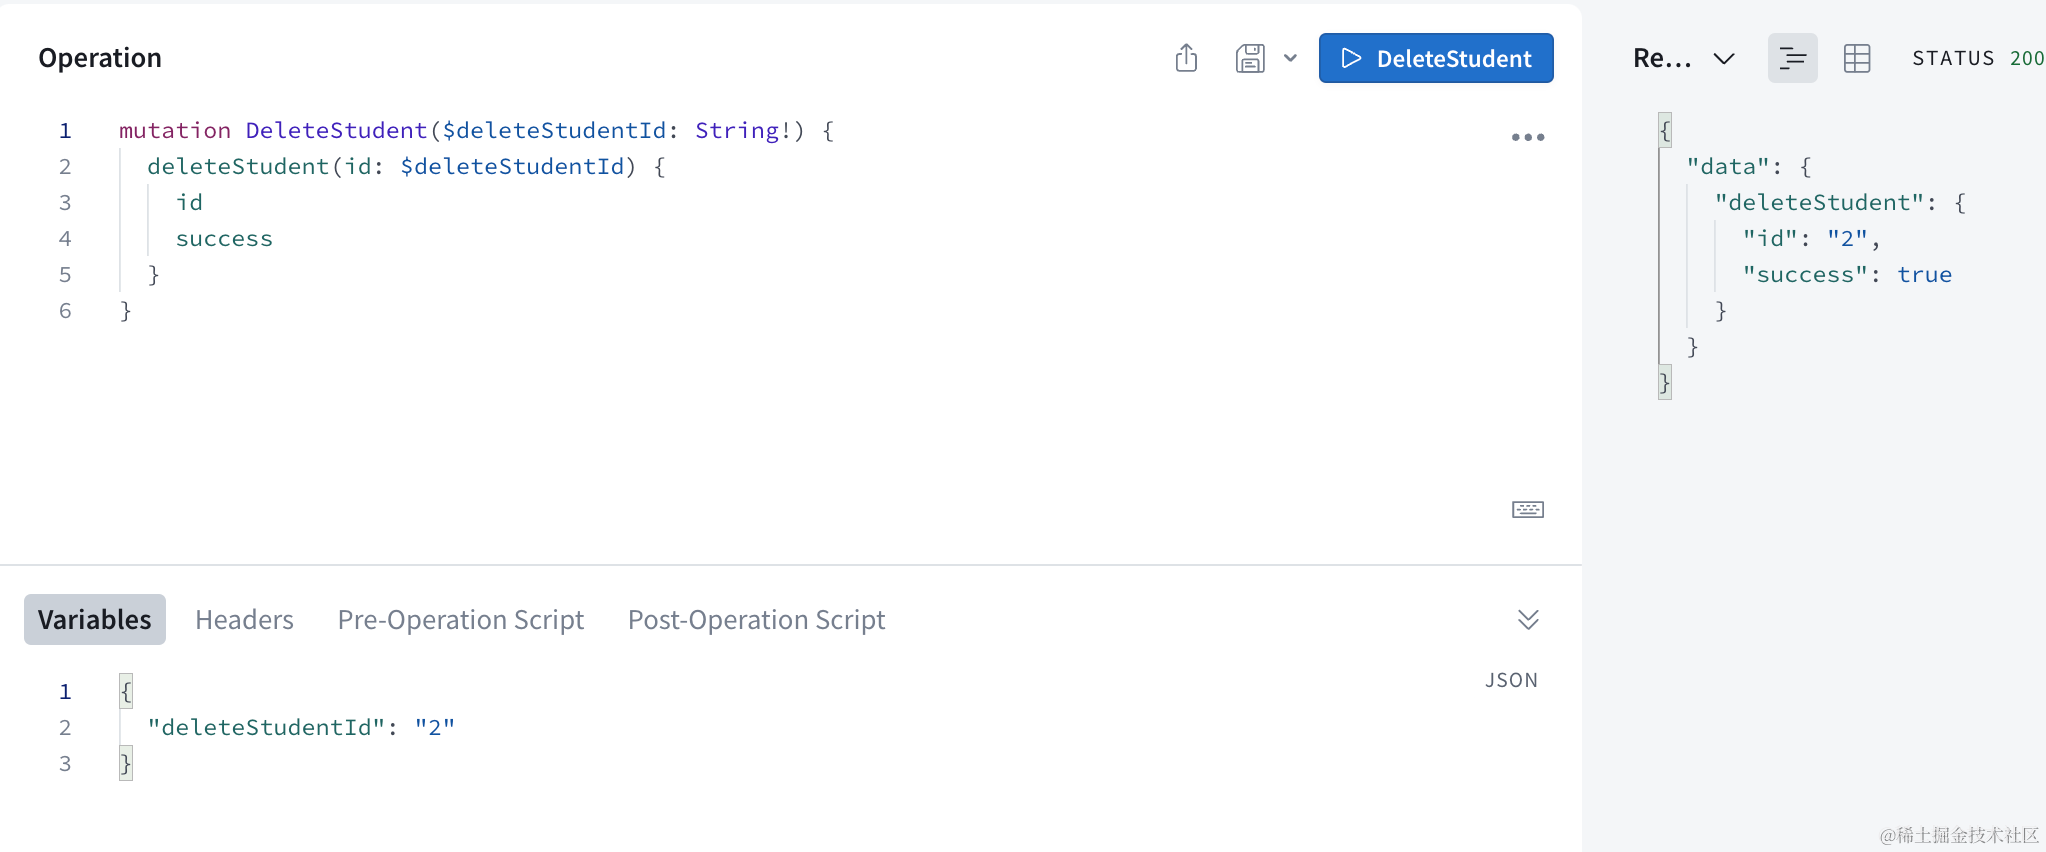 Operation
DeleteStudent
1 mutation DeleteStudent($deleteStudentId: String!) {
2 deleteStudent(id: $deleteStudentId) {
3 id
4 success
5 }
6 }
Variables Headers Pre-Operation Script Post-Operation Script
JSON
1 {
2 "deleteStudentId": "2"
3 }
Re... STATUS 200
{
"data": {
"deleteStudent": {
"id": "2",
"success": true
}
}
}
@稀土掘金技术社区